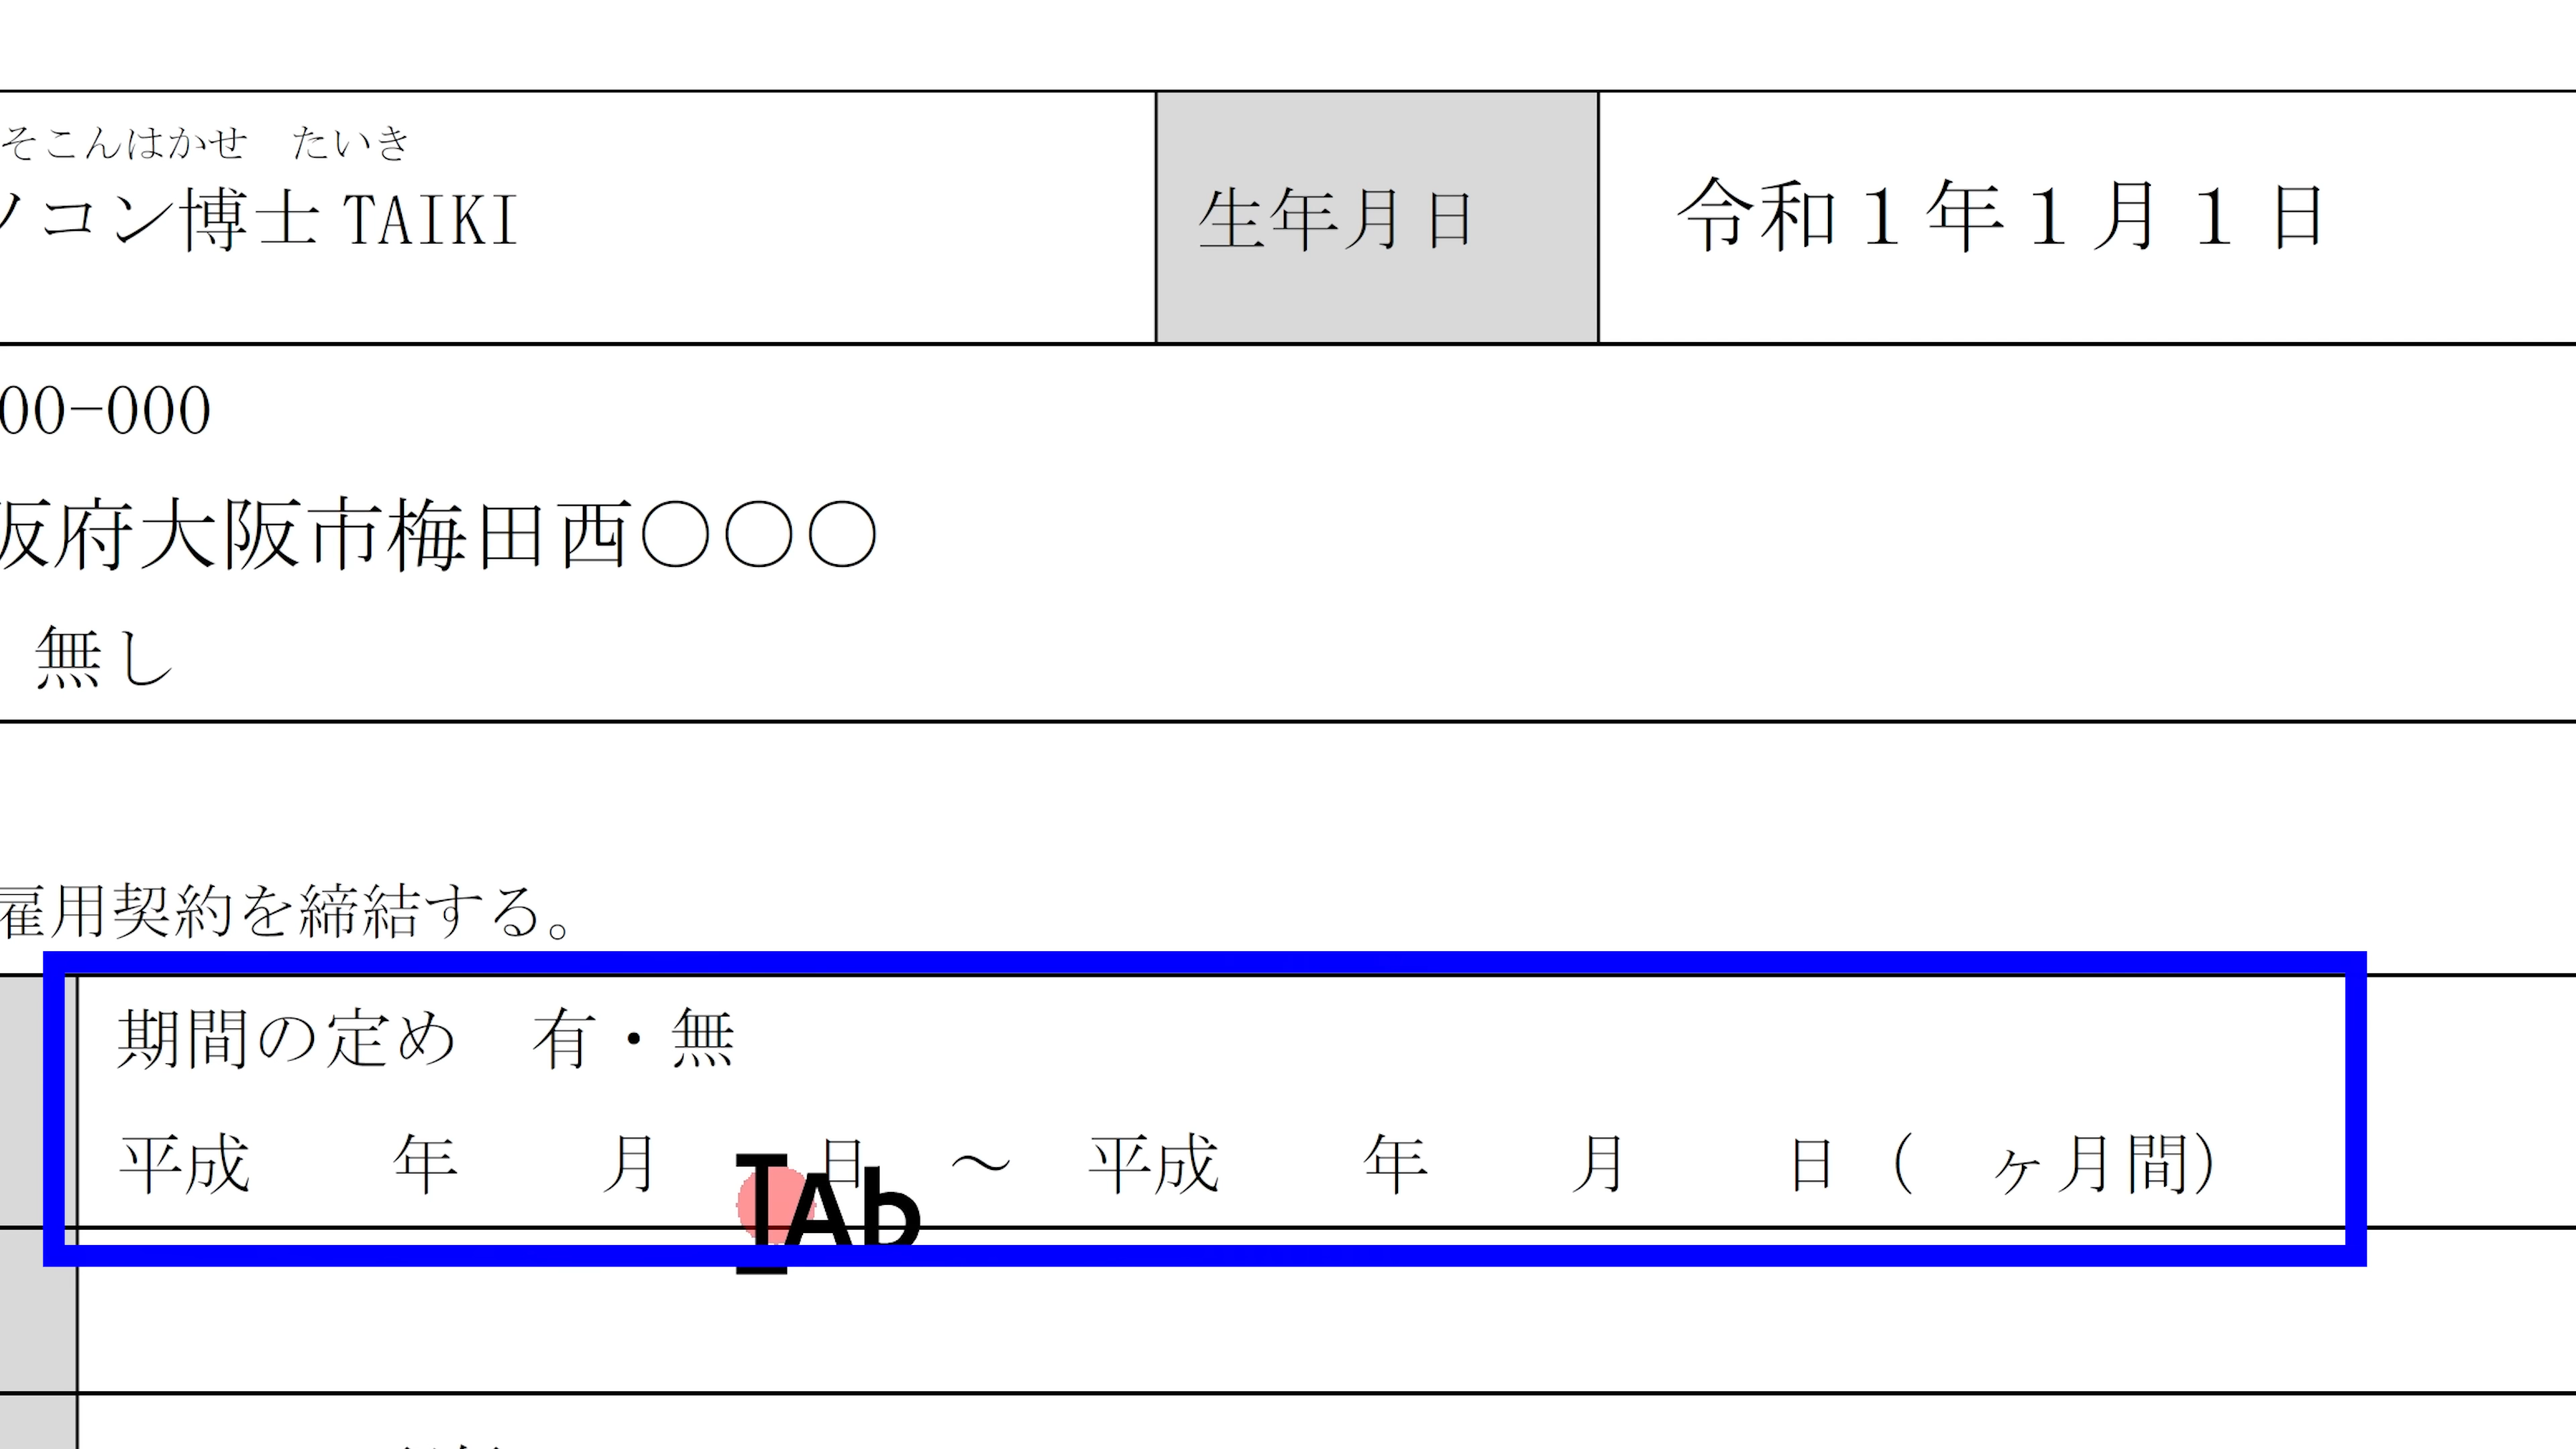 そこんはかせ　たいき
ソコン博士 TAIKI
生年月日
令和１年１月１日
00-000
阪府大阪市梅田西〇〇〇
無し
雇用契約を締結する。
期間の定め　有・無
平成　　年　　月　　日　～　平成　　年　　月　　日（　ヶ月間）
TAb